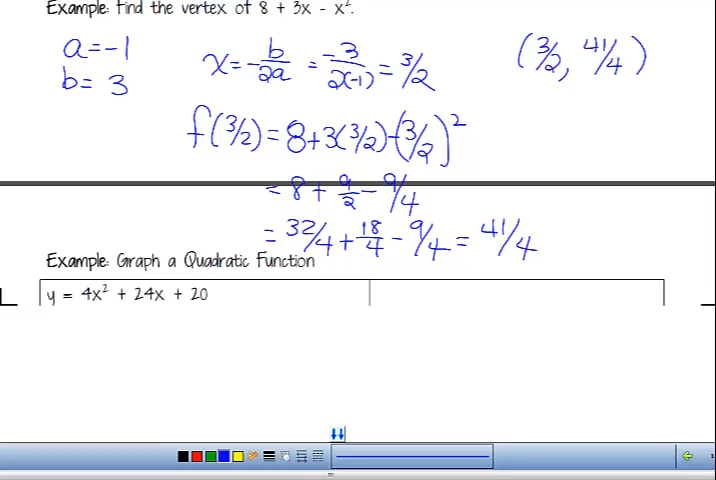 Example: Find the vertex of 8 + 3x - x².
a = -1
b = 3
x = -b/2a = -3/2(-1) = 3/2
(3/2, 41/4)
f(3/2) = 8 + 3(3/2) - (3/2)²
= 8 + 9/2 - 9/4
= 32/4 + 18/4 - 9/4 = 41/4
Example: Graph a Quadratic Function
y = 4x² + 24x + 20